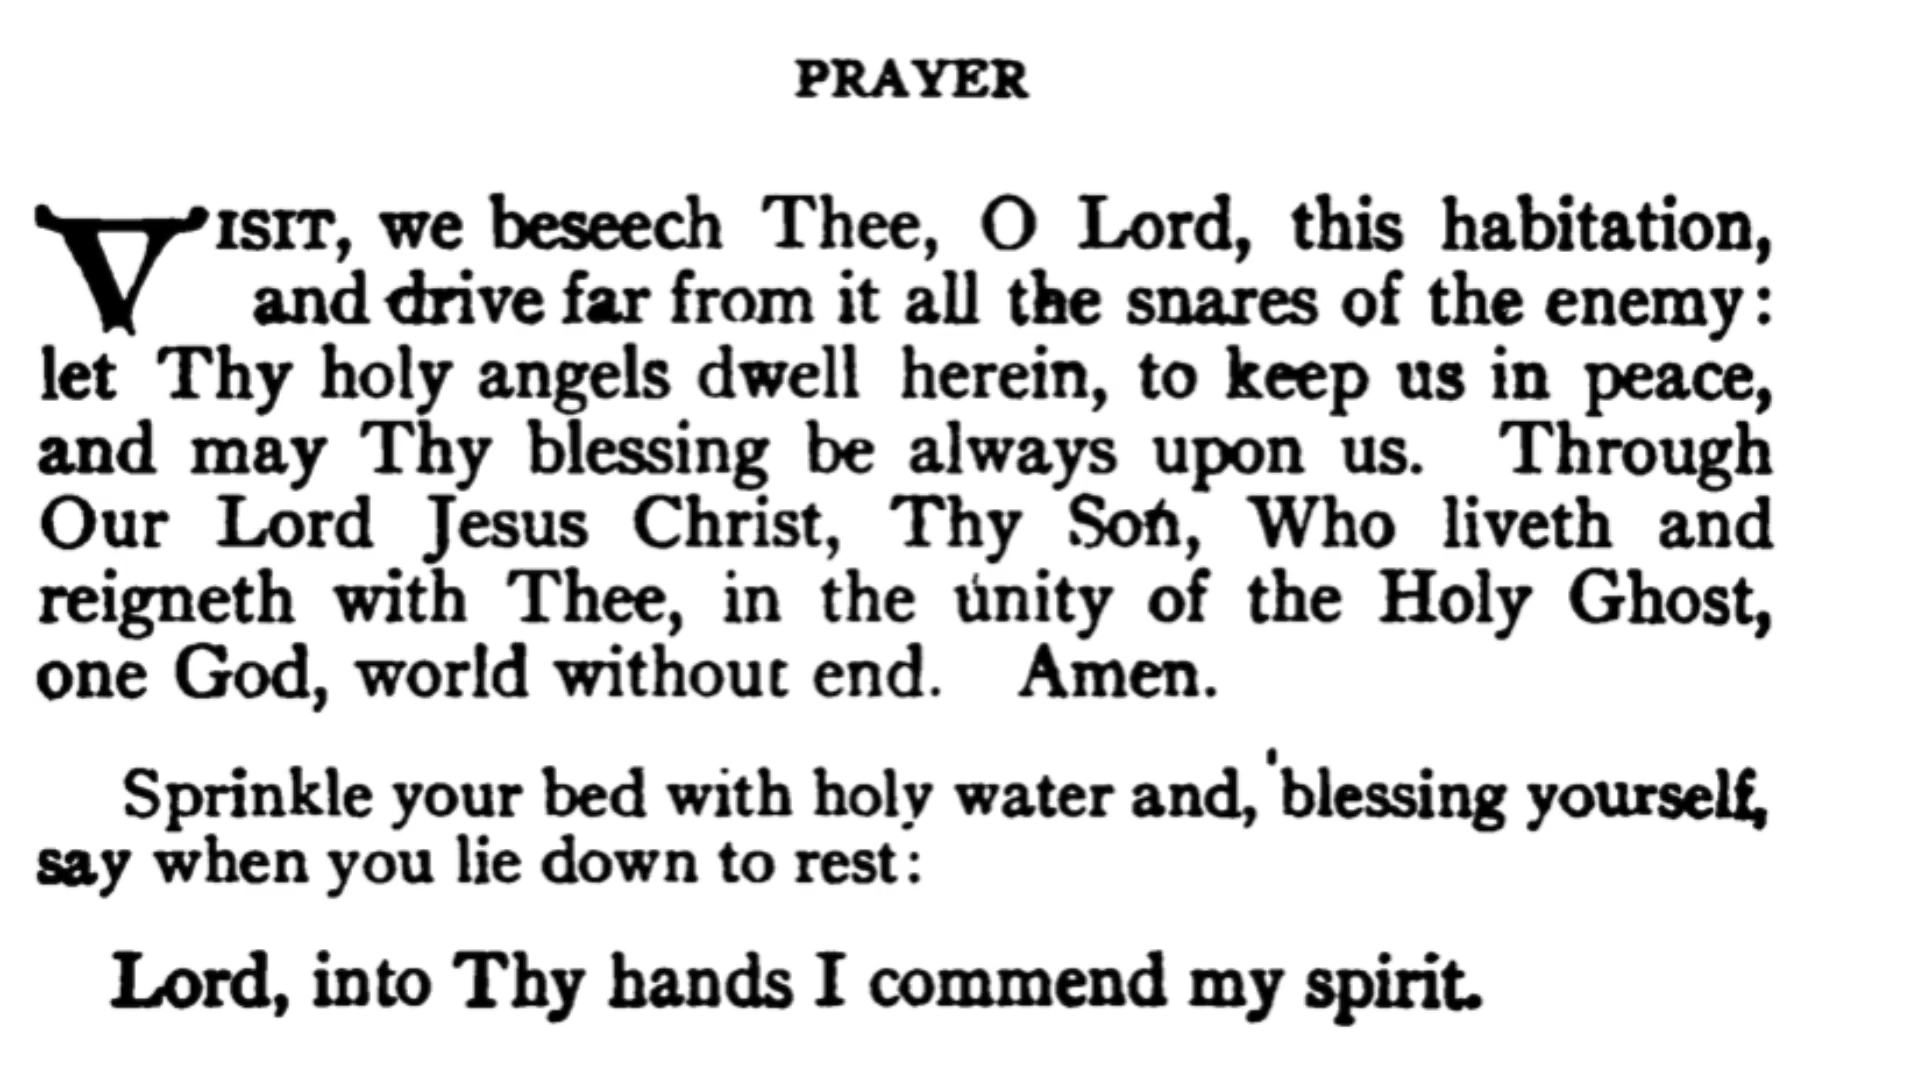 PRAYER
VISIT, we beseech Thee, O Lord, this habitation,
and drive far from it all the snares of the enemy:
let Thy holy angels dwell herein, to keep us in peace,
and may Thy blessing be always upon us. Through
Our Lord Jesus Christ, Thy Son, Who liveth and
reigneth with Thee, in the unity of the Holy Ghost,
one God, world without end. Amen.
Sprinkle your bed with holy water and, blessing yourself,
say when you lie down to rest:
Lord, into Thy hands I commend my spirit.